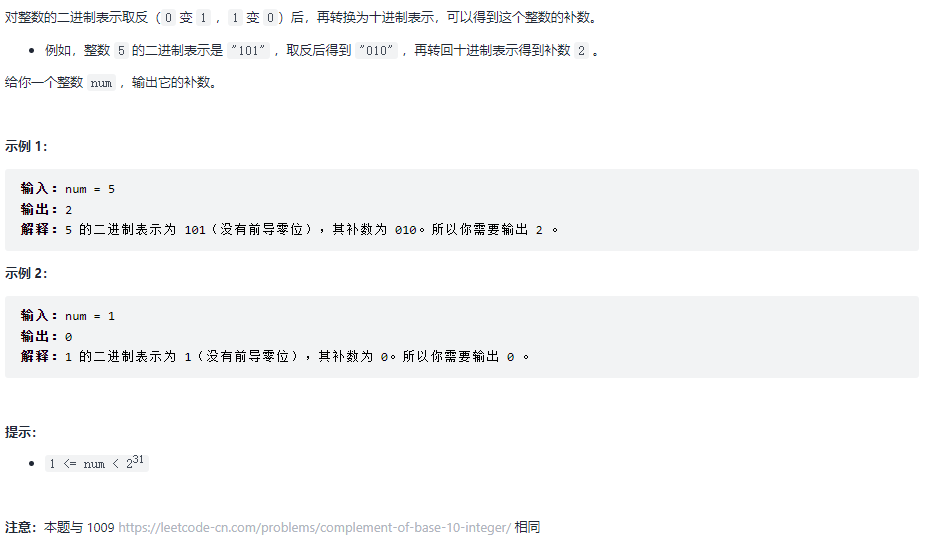 对整数的二进制表示取反（0 变 1 ，1 变 0）后，再转换为十进制表示，可以得到这个整数的补数。
• 例如，整数 5 的二进制表示是 "101" ，取反后得到 "010" ，再转回十进制表示得到补数 2 。
给你一个整数 num ，输出它的补数。
示例 1：
输入：num = 5
输出：2
解释：5 的二进制表示为 101（没有前导零位），其补数为 010。所以你需要输出 2 。
示例 2：
输入：num = 1
输出：0
解释：1 的二进制表示为 1（没有前导零位），其补数为 0。所以你需要输出 0 。
提示：
• 1 <= num < 2³¹
注意：本题与 1009 https://leetcode-cn.com/problems/complement-of-base-10-integer/ 相同